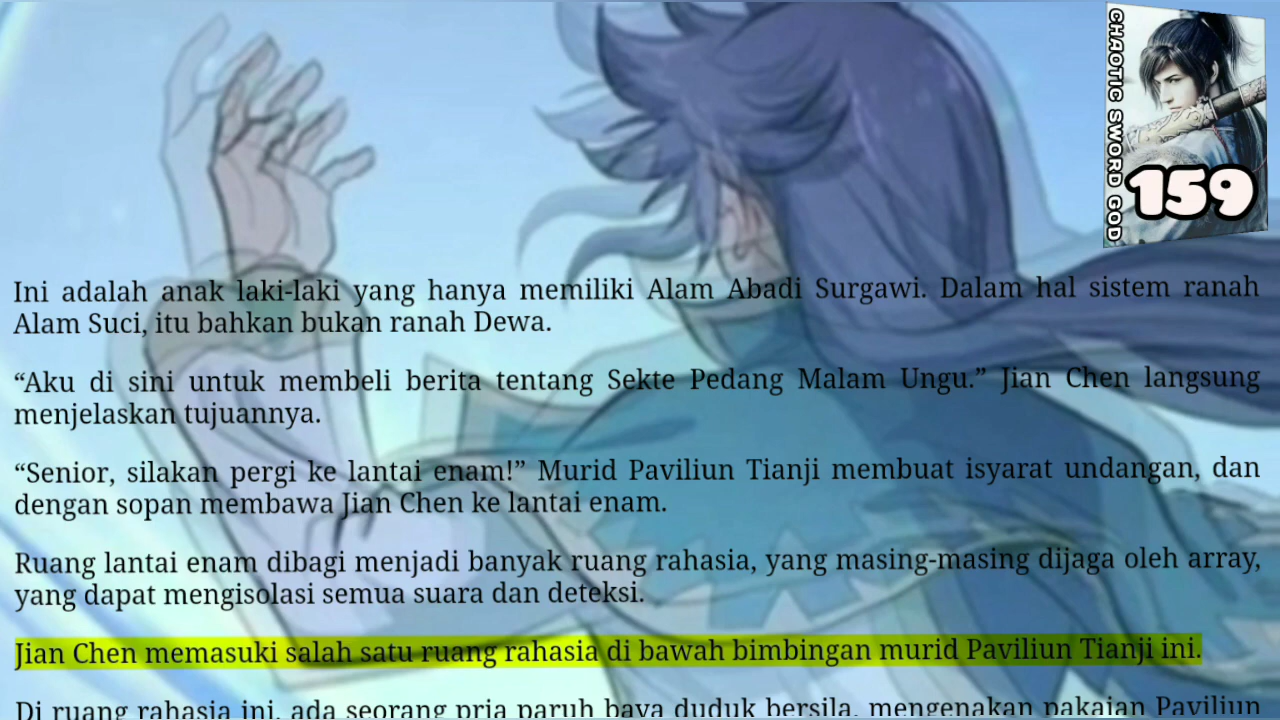 CHAOTIC SWORD GOD
159
Ini adalah anak laki-laki yang hanya memiliki Alam Abadi Surgawi. Dalam hal sistem ranah
Alam Suci, itu bahkan bukan ranah Dewa.
“Aku di sini untuk membeli berita tentang Sekte Pedang Malam Ungu.” Jian Chen langsung
menjelaskan tujuannya.
“Senior, silakan pergi ke lantai enam!” Murid Paviliun Tianji membuat isyarat undangan, dan
dengan sopan membawa Jian Chen ke lantai enam.
Ruang lantai enam dibagi menjadi banyak ruang rahasia, yang masing-masing dijaga oleh array,
yang dapat mengisolasi semua suara dan deteksi.
Jian Chen memasuki salah satu ruang rahasia di bawah bimbingan murid Paviliun Tianji ini.
Di ruang rahasia ini, ada seorang pria paruh baya duduk bersila, mengenakan pakaian Paviliun